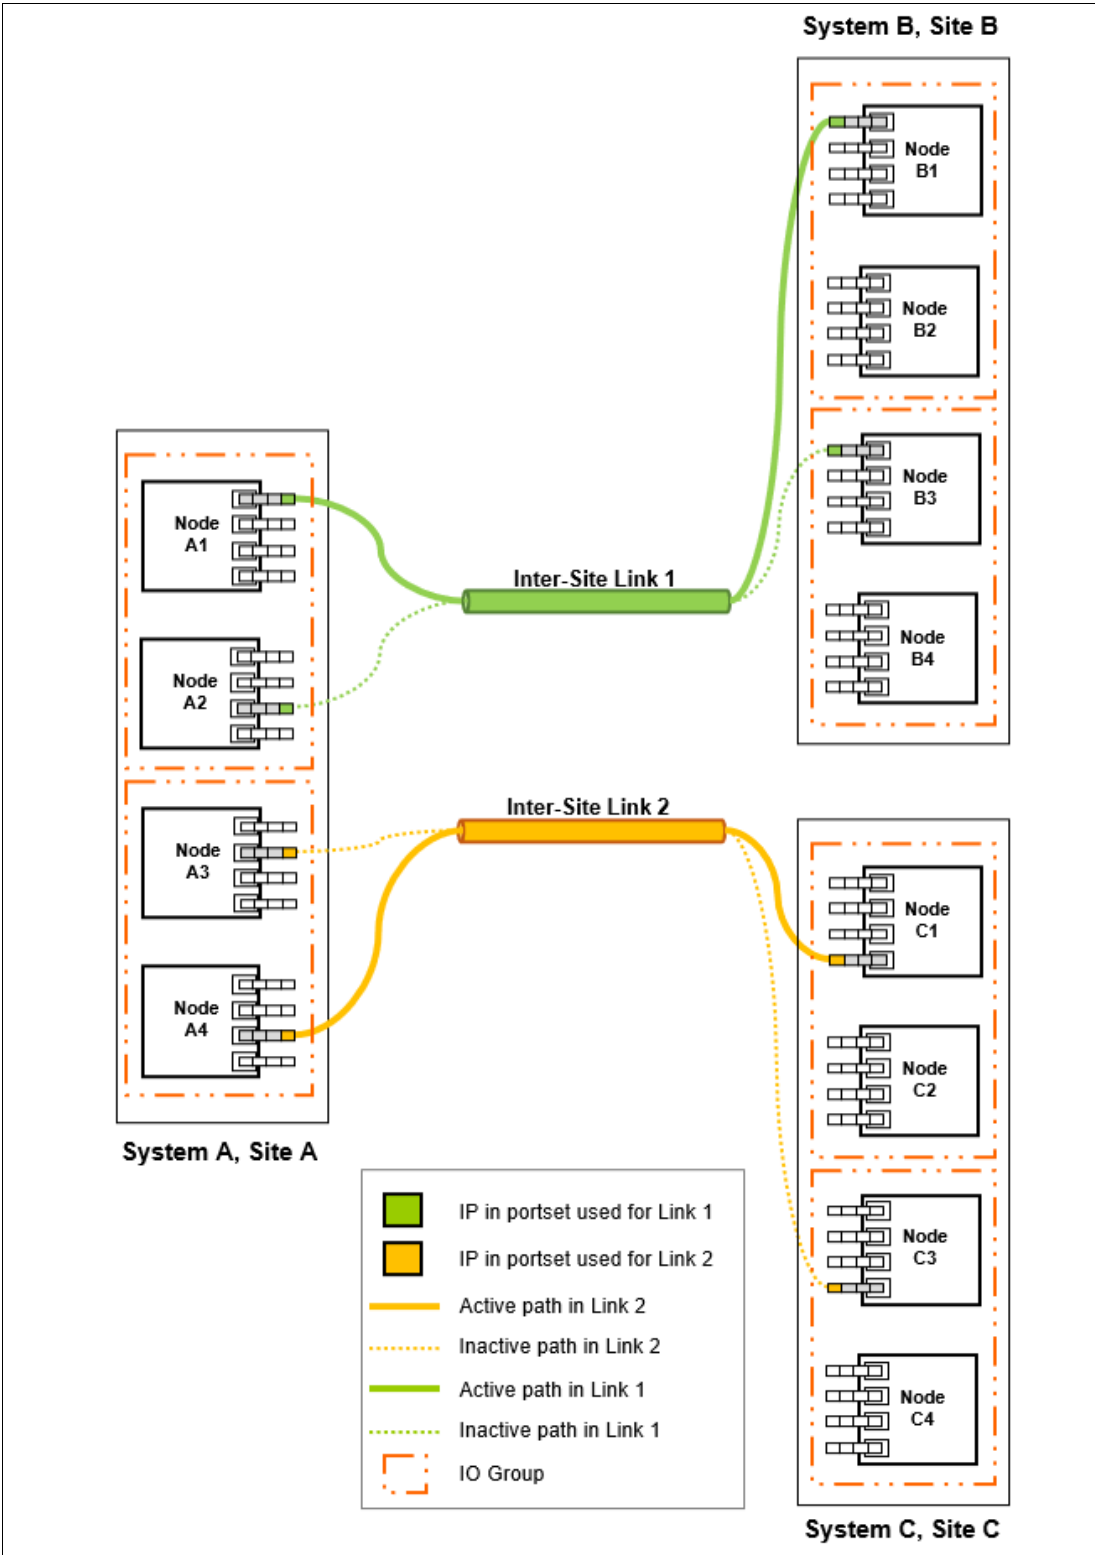 System B, Site B
Node
B1
Node
B2
Node
B3
Node
B4
Node
A1
Node
A2
Node
A3
Node
A4
System A, Site A
Inter-Site Link 1
Inter-Site Link 2
Node
C1
Node
C2
Node
C3
Node
C4
System C, Site C
IP in portset used for Link 1
IP in portset used for Link 2
Active path in Link 2
Inactive path in Link 2
Active path in Link 1
Inactive path in Link 1
IO Group